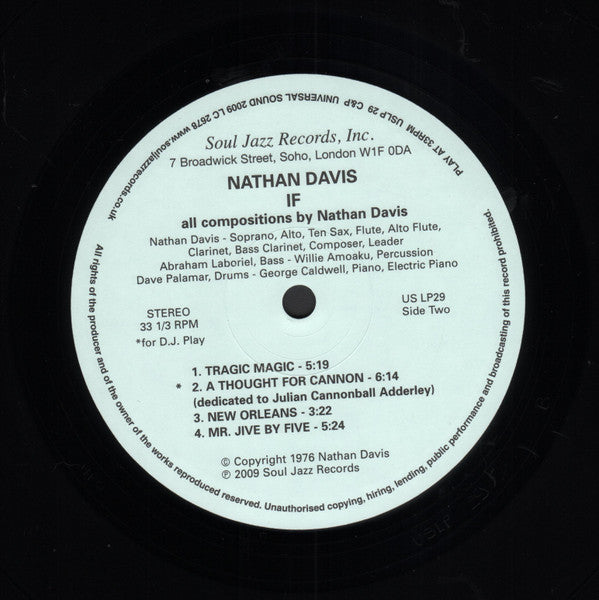 PLAY AT 33RPM USLP 29 C&P UNIVERSAL SOUND 2009 LC 2678 www.souljazzrecords.co.uk
Soul Jazz Records, Inc.
7 Broadwick Street, Soho, London W1F 0DA
NATHAN DAVIS
IF
all compositions by Nathan Davis
Nathan Davis - Soprano, Alto, Ten Sax, Flute, Alto Flute,
Clarinet, Bass Clarinet, Composer, Leader
Abraham Laboriel, Bass - Willie Amoaku, Percussion
Dave Palamar, Drums - George Caldwell, Piano, Electric Piano
STEREO
33 1/3 RPM
*for D.J. Play
US LP29
Side Two
1. TRAGIC MAGIC - 5:19
* 2. A THOUGHT FOR CANNON - 6:14
(dedicated to Julian Cannonball Adderley)
3. NEW ORLEANS - 3:22
4. MR. JIVE BY FIVE - 5:24
© Copyright 1976 Nathan Davis
℗ 2009 Soul Jazz Records
All rights of the producer and of the owner of the works reproduced reserved. Unauthorised copying, hiring, lending, public performance and broadcasting of this record prohibited.